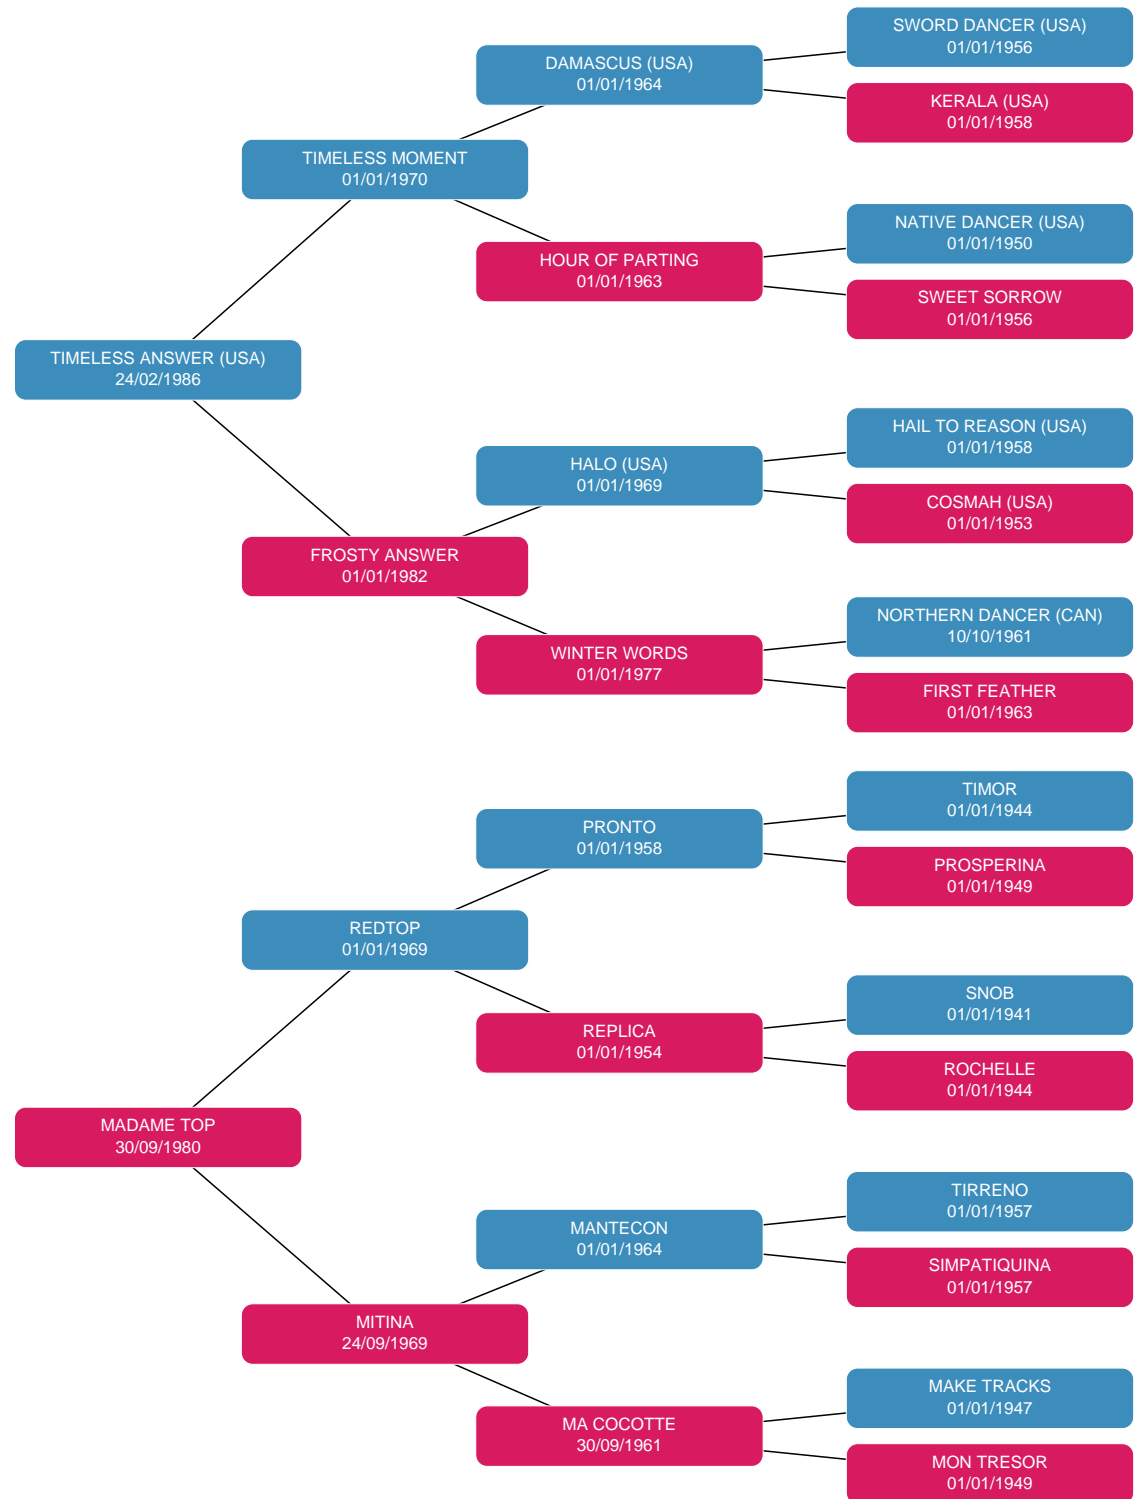 SWORD DANCER (USA)
01/01/1956
DAMASCUS (USA)
01/01/1964
KERALA (USA)
01/01/1958
TIMELESS MOMENT
01/01/1970
NATIVE DANCER (USA)
01/01/1950
HOUR OF PARTING
01/01/1963
SWEET SORROW
01/01/1956
TIMELESS ANSWER (USA)
24/02/1986
HAIL TO REASON (USA)
01/01/1958
HALO (USA)
01/01/1969
COSMAH (USA)
01/01/1953
FROSTY ANSWER
01/01/1982
NORTHERN DANCER (CAN)
10/10/1961
WINTER WORDS
01/01/1977
FIRST FEATHER
01/01/1963
TIMOR
01/01/1944
PRONTO
01/01/1958
PROSPERINA
01/01/1949
REDTOP
01/01/1969
SNOB
01/01/1941
REPLICA
01/01/1954
ROCHELLE
01/01/1944
MADAME TOP
30/09/1980
TIRRENO
01/01/1957
MANTECON
01/01/1964
SIMPATIQUINA
01/01/1957
MITINA
24/09/1969
MAKE TRACKS
01/01/1947
MA COCOTTE
30/09/1961
MON TRESOR
01/01/1949